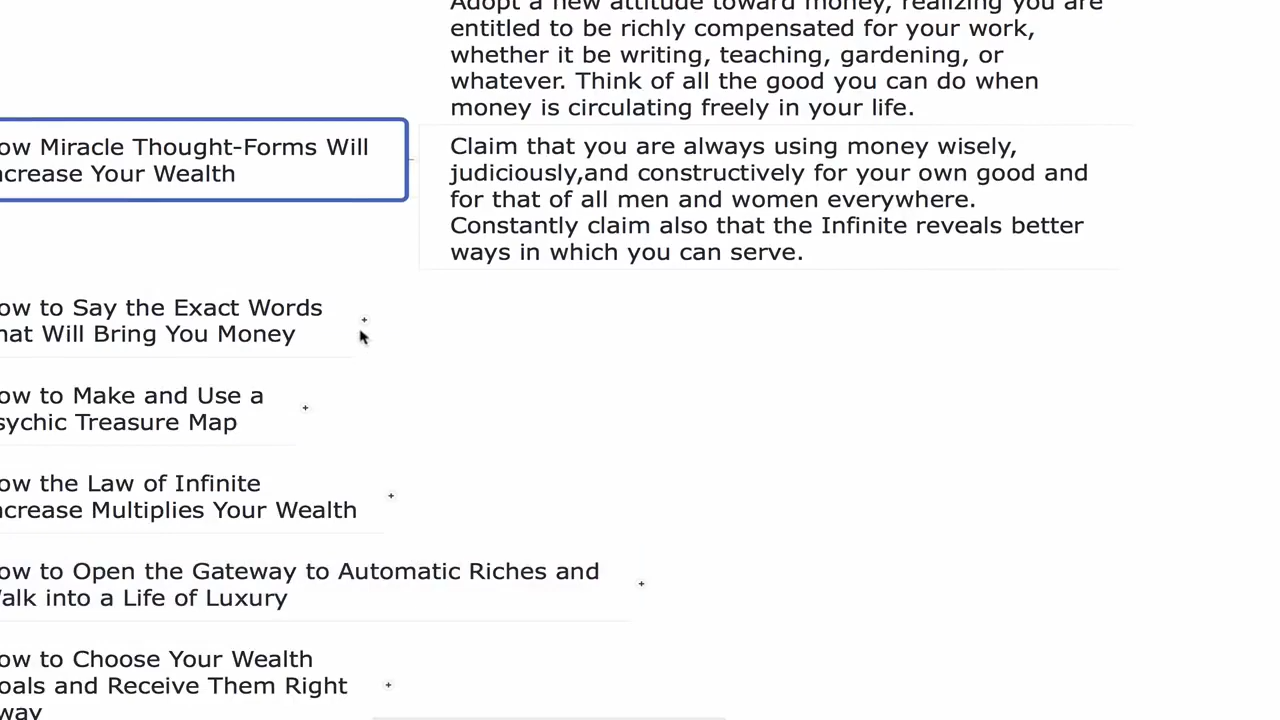 Adopt a new attitude toward money, realizing you are
entitled to be richly compensated for your work,
whether it be writing, teaching, gardening, or
whatever. Think of all the good you can do when
money is circulating freely in your life.
ow Miracle Thought-Forms Will
ncrease Your Wealth
Claim that you are always using money wisely,
judiciously,and constructively for your own good and
for that of all men and women everywhere.
Constantly claim also that the Infinite reveals better
ways in which you can serve.
ow to Say the Exact Words
hat Will Bring You Money
ow to Make and Use a
sychic Treasure Map
ow the Law of Infinite
ncrease Multiplies Your Wealth
ow to Open the Gateway to Automatic Riches and
alk into a Life of Luxury
ow to Choose Your Wealth
oals and Receive Them Right
way